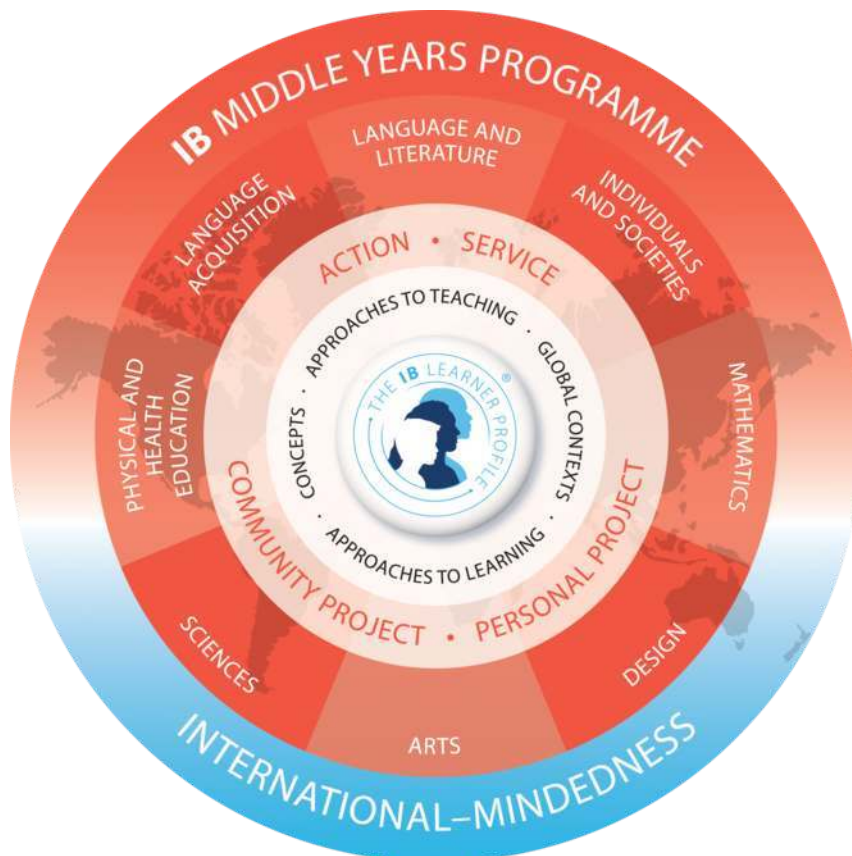 IB MIDDLE YEARS PROGRAMME
LANGUAGE AND
LITERATURE
INDIVIDUALS
AND SOCIETIES
MATHEMATICS
DESIGN
ARTS
SCIENCES
PHYSICAL AND
HEALTH
EDUCATION
LANGUAGE
ACQUISITION
ACTION • SERVICE
COMMUNITY PROJECT • PERSONAL PROJECT
APPROACHES TO TEACHING · GLOBAL CONTEXTS ·
APPROACHES TO LEARNING · CONCEPTS ·
THE IB LEARNER PROFILE ®
INTERNATIONAL–MINDEDNESS